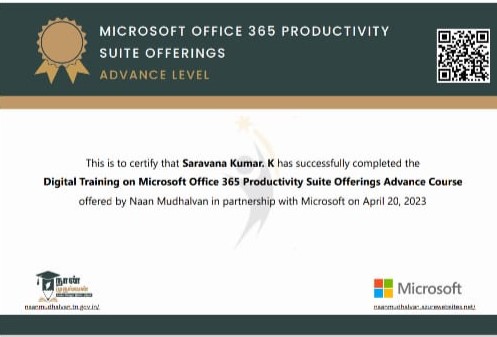 MICROSOFT OFFICE 365 PRODUCTIVITY
SUITE OFFERINGS
ADVANCE LEVEL
This is to certify that Saravana Kumar. K has successfully completed the
Digital Training on Microsoft Office 365 Productivity Suite Offerings Advance Course
offered by Naan Mudhalvan in partnership with Microsoft on April 20, 2023
நான்
முதல்வன்
Microsoft
naanmudhalvan.tn.gov.in/
naanmudhalvan.azurewebsites.net/